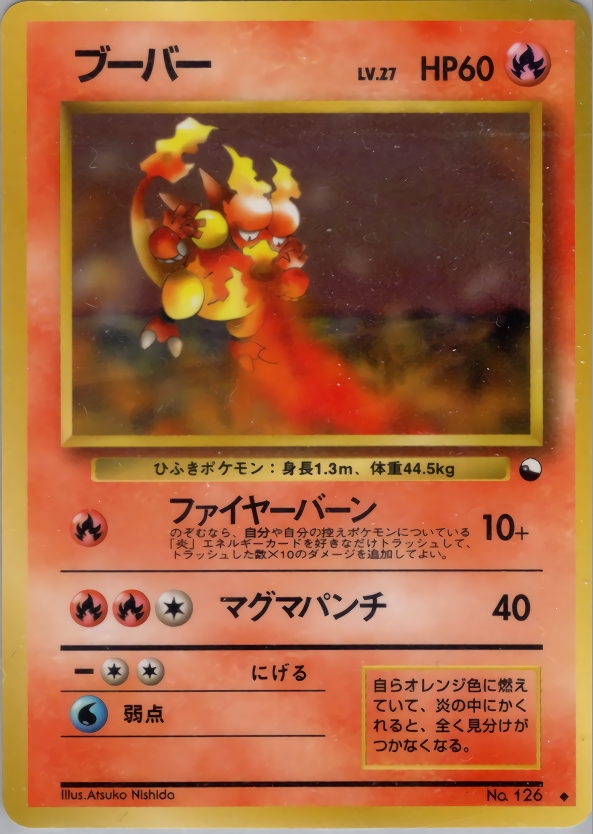 ブーバー LV.27 HP60
ひふきポケモン：身長1.3m、体重44.5kg
ファイヤーバーン 10+
のぞむなら、自分や自分の控えポケモンについている
「炎」エネルギーカードを好きなだけトラッシュして、
トラッシュした数×10のダメージを追加してよい。
マグマパンチ 40
ー にげる
弱点
自らオレンジ色に燃え
ていて、炎の中にかく
れると、全く見分けが
つかなくなる。
Illus.Atsuko Nishida No. 126